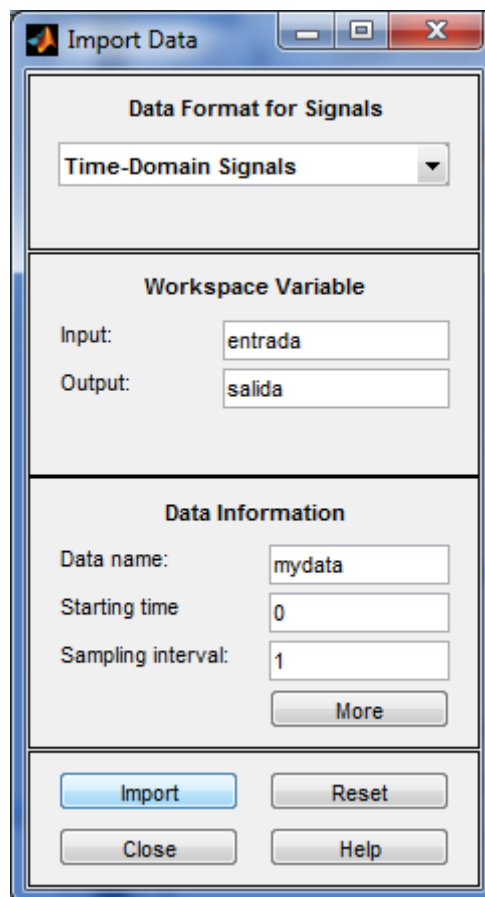 Import Data
Data Format for Signals
Time-Domain Signals
Workspace Variable
Input: entrada
Output: salida
Data Information
Data name: mydata
Starting time 0
Sampling interval: 1
More
Import Reset
Close Help